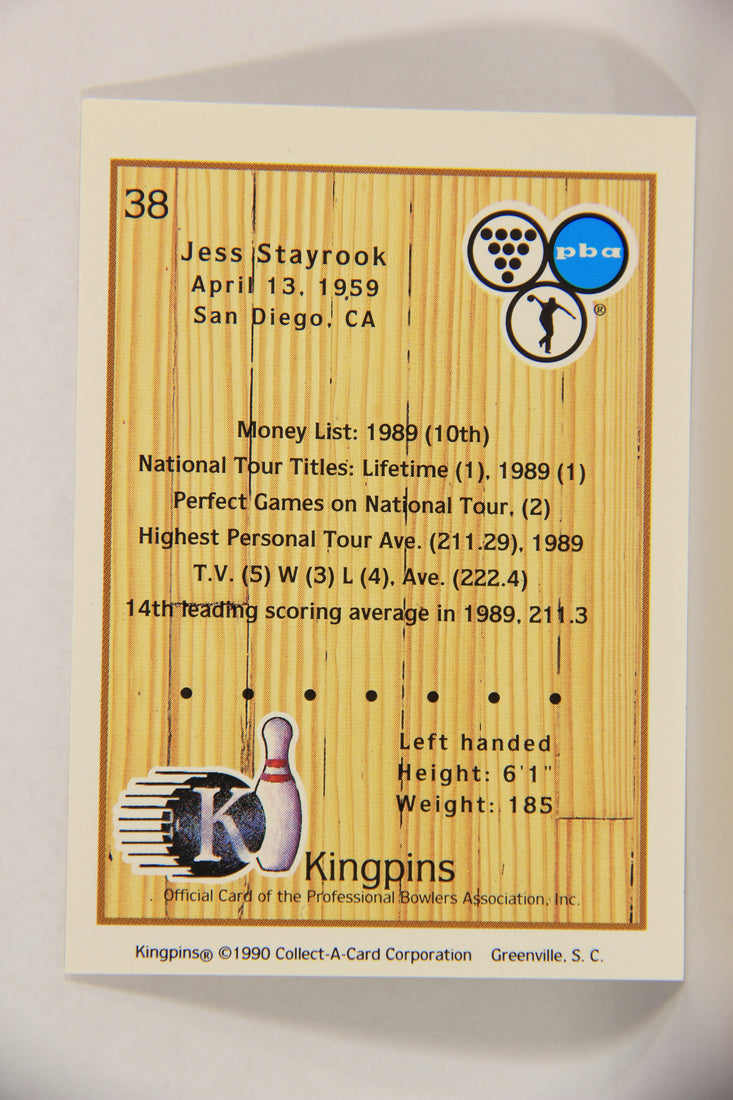 38
Jess Stayrook
April 13, 1959
San Diego, CA
pba
®
Money List: 1989 (10th)
National Tour Titles: Lifetime (1), 1989 (1)
Perfect Games on National Tour, (2)
Highest Personal Tour Ave. (211.29), 1989
T.V. (5) W (3) L (4), Ave. (222.4)
14th leading scoring average in 1989, 211.3
Left handed
Height: 6'1"
Weight: 185
K
Kingpins
Official Card of the Professional Bowlers Association, Inc.
Kingpins® ©1990 Collect-A-Card Corporation Greenville, S. C.